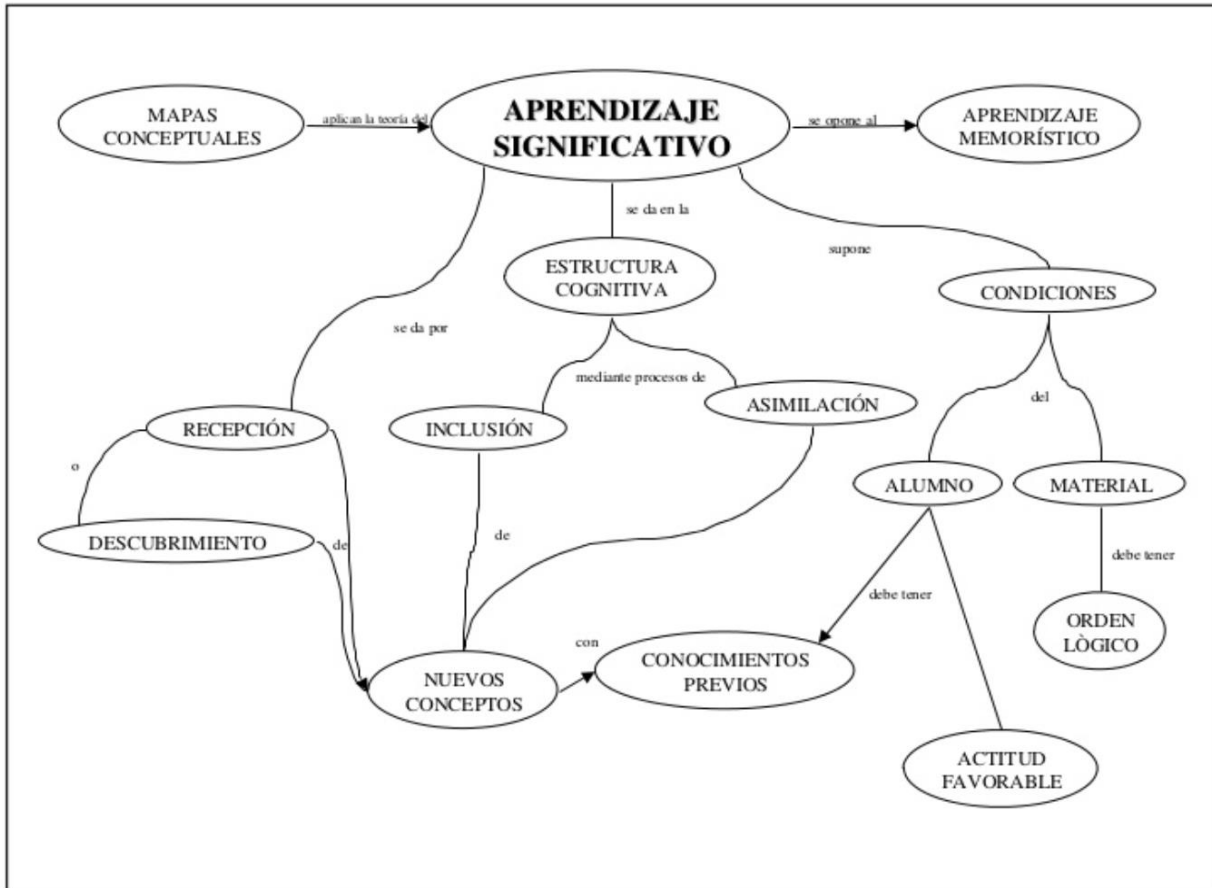 MAPAS
CONCEPTUALES
aplican la teoría del
APRENDIZAJE
SIGNIFICATIVO
se opone al
APRENDIZAJE
MEMORÍSTICO
se da en la
supone
ESTRUCTURA
COGNITIVA
CONDICIONES
se da por
mediante procesos de
del
RECEPCIÓN
INCLUSIÓN
ASIMILACIÓN
o
ALUMNO
MATERIAL
DESCUBRIMIENTO
de
de
debe tener
debe tener
ORDEN
LÒGICO
con
NUEVOS
CONCEPTOS
CONOCIMIENTOS
PREVIOS
ACTITUD
FAVORABLE